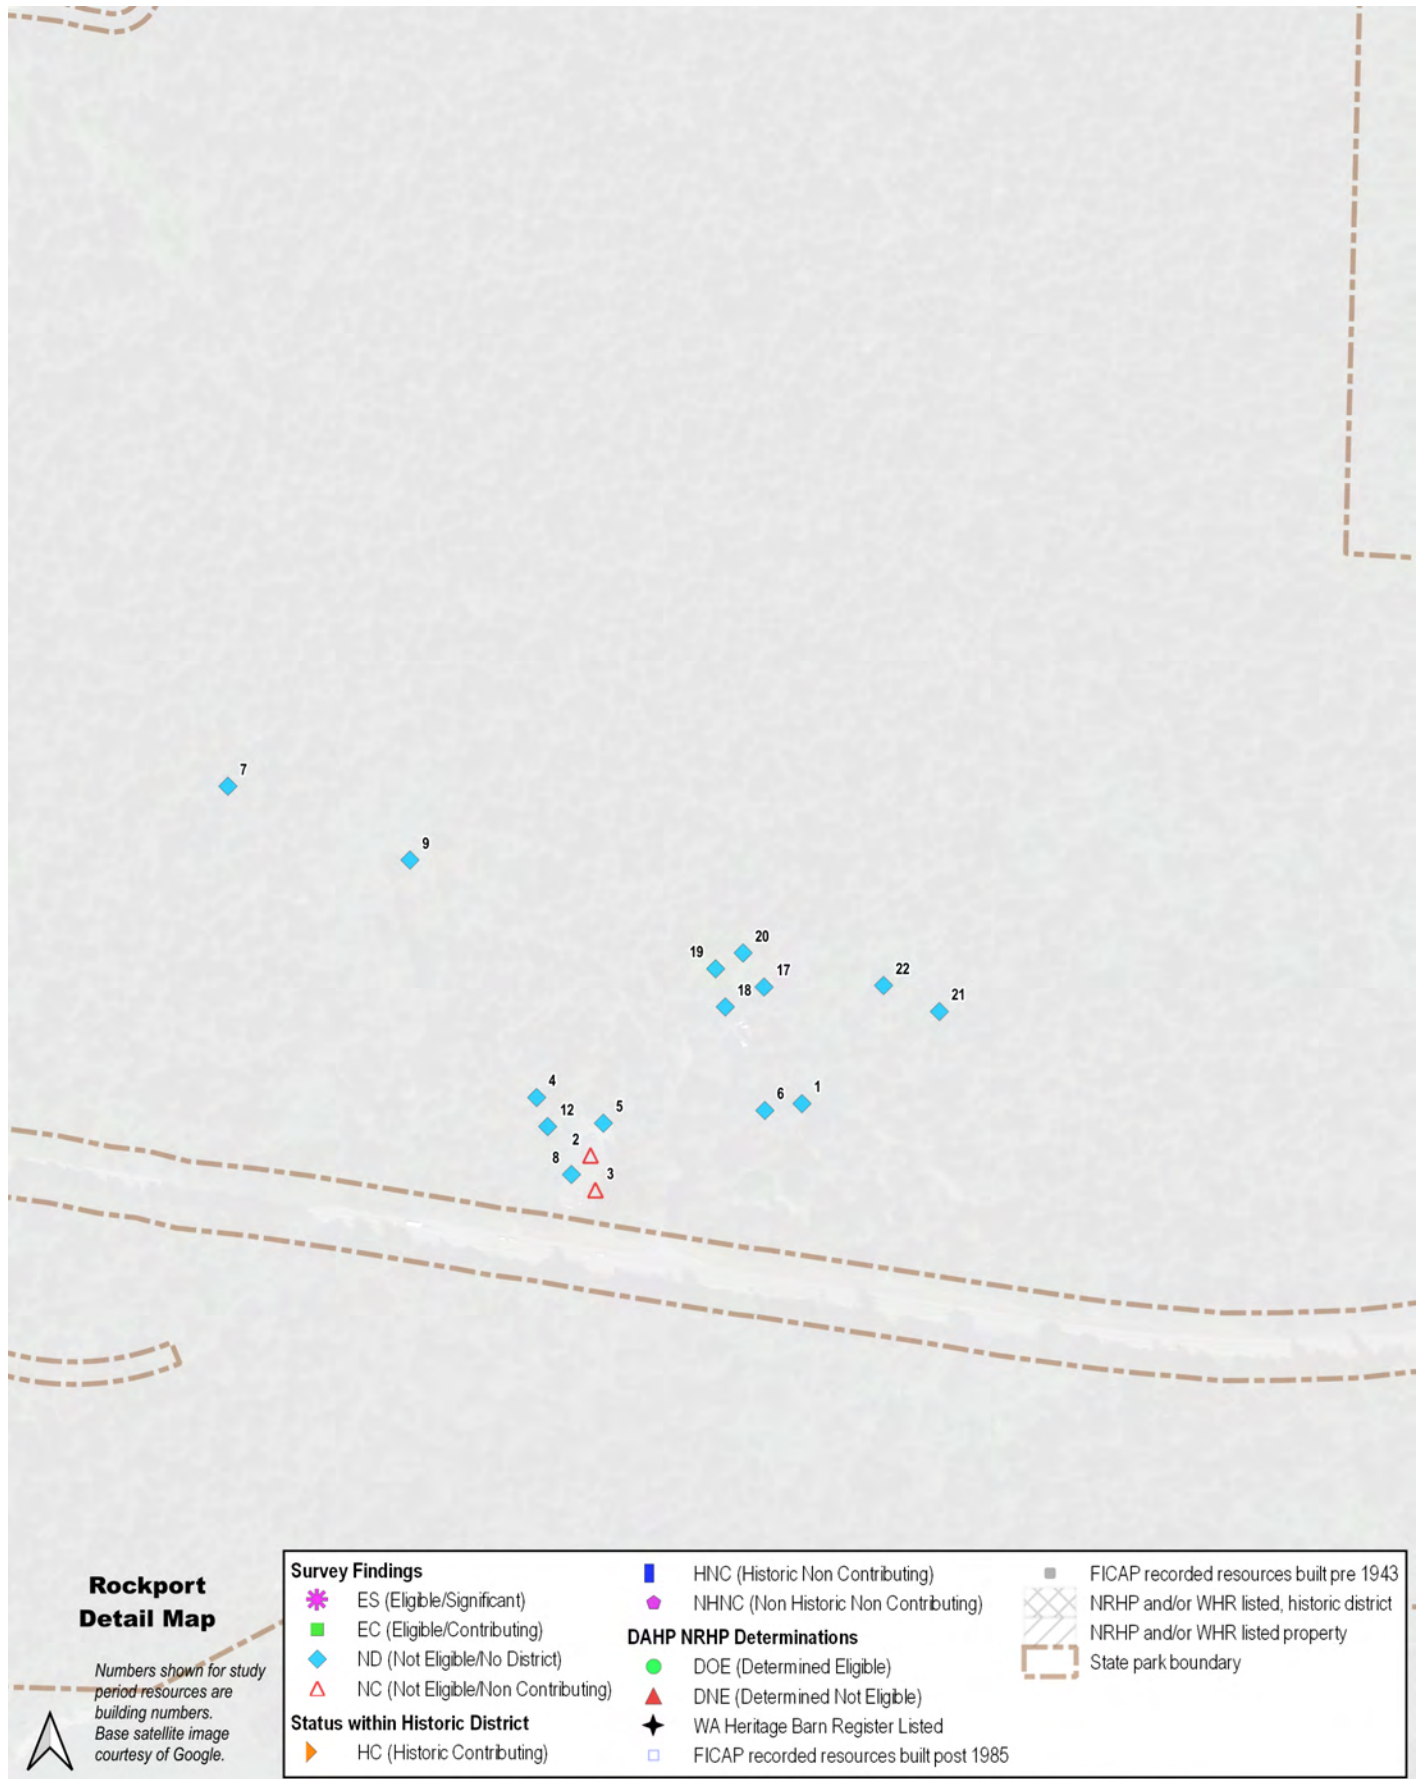 7
9
20
19
17
22
18
21
4
1
6
12
5
2
8
3
Rockport
Detail Map
Numbers shown for study
period resources are
building numbers.
Base satellite image
courtesy of Google.
Survey Findings
ES (Eligible/Significant)
EC (Eligible/Contributing)
ND (Not Eligible/No District)
NC (Not Eligible/Non Contributing)
Status within Historic District
HC (Historic Contributing)
HNC (Historic Non Contributing)
NHNC (Non Historic Non Contributing)
DAHP NRHP Determinations
DOE (Determined Eligible)
DNE (Determined Not Eligible)
WA Heritage Barn Register Listed
FICAP recorded resources built post 1985
FICAP recorded resources built pre 1943
NRHP and/or WHR listed, historic district
NRHP and/or WHR listed property
State park boundary